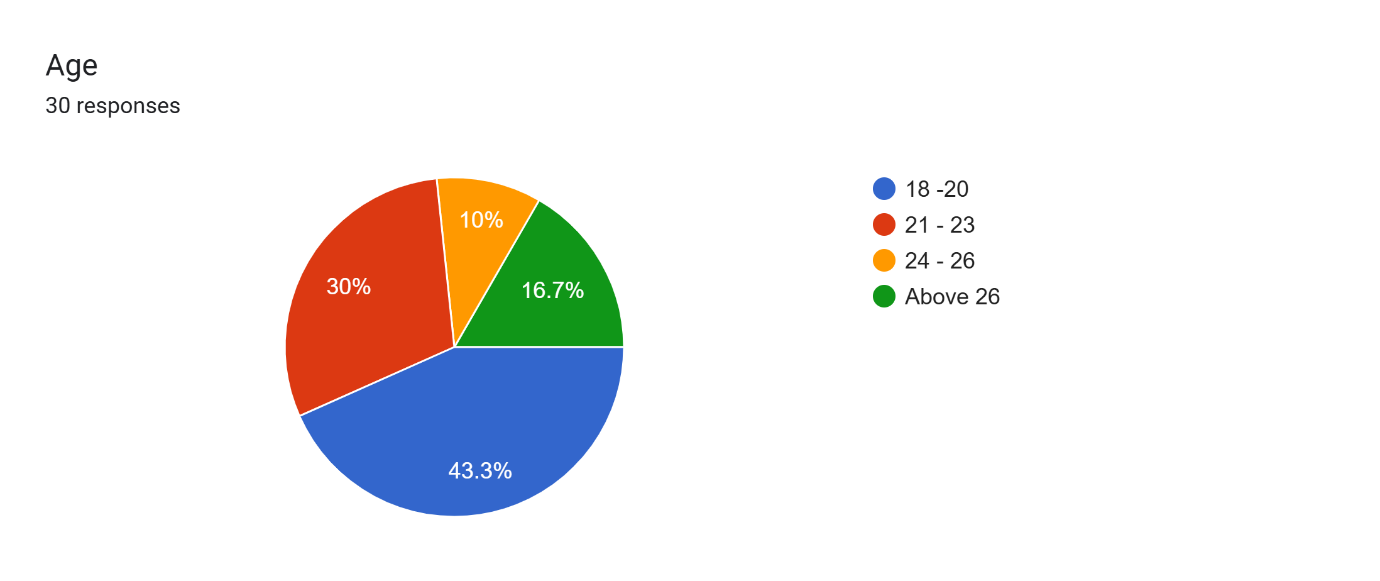 Age
30 responses
10%
30%
16.7%
43.3%
18 -20
21 - 23
24 - 26
Above 26